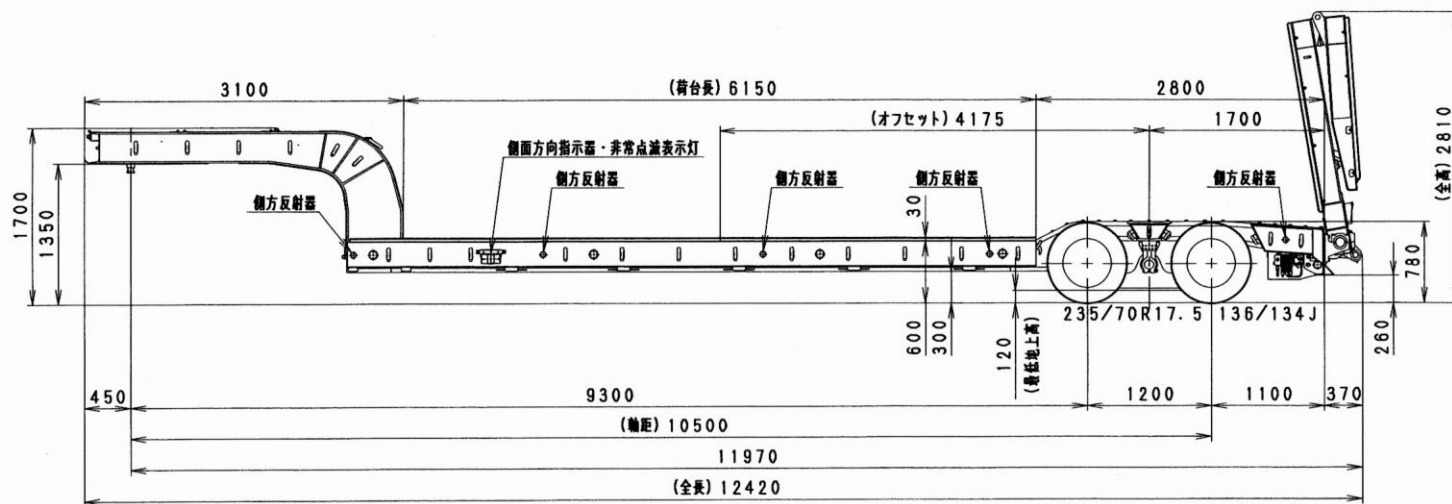 3100
(荷台長) 6150
2800
(オフセット) 4175
1700
(全高) 2810
側面方向指示器・非常点滅表示灯
側方反射器
側方反射器
側方反射器
側方反射器
側方反射器
1700
1350
30
600
300
120
(最低地上高)
235/70R17.5 136/134J
780
260
450
9300
1200
1100
370
(軸距) 10500
11970
(全長) 12420